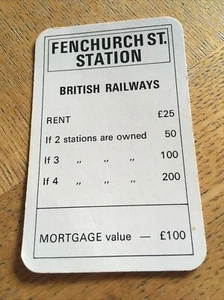 FENCHURCH ST.
STATION
BRITISH RAILWAYS
RENT £25
If 2 stations are owned 50
If 3 „ „ „ 100
If 4 „ „ „ 200
MORTGAGE value — £100